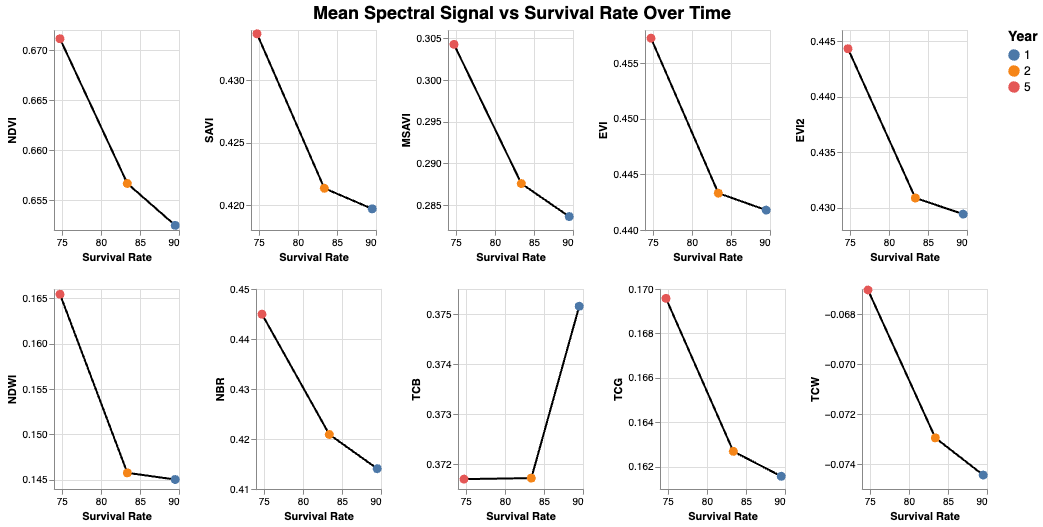 Mean Spectral Signal vs Survival Rate Over Time
Year
1
2
5
NDVI
0.670
0.665
0.660
0.655
75 80 85 90
Survival Rate
SAVI
0.430
0.425
0.420
75 80 85 90
Survival Rate
MSAVI
0.305
0.300
0.295
0.290
0.285
75 80 85 90
Survival Rate
EVI
0.455
0.450
0.445
0.440
75 80 85 90
Survival Rate
EVI2
0.445
0.440
0.435
0.430
75 80 85 90
Survival Rate
NDWI
0.165
0.160
0.155
0.150
0.145
75 80 85 90
Survival Rate
NBR
0.45
0.44
0.43
0.42
0.41
75 80 85 90
Survival Rate
TCB
0.375
0.374
0.373
0.372
75 80 85 90
Survival Rate
TCG
0.170
0.168
0.166
0.164
0.162
75 80 85 90
Survival Rate
TCW
−0.068
−0.070
−0.072
−0.074
75 80 85 90
Survival Rate